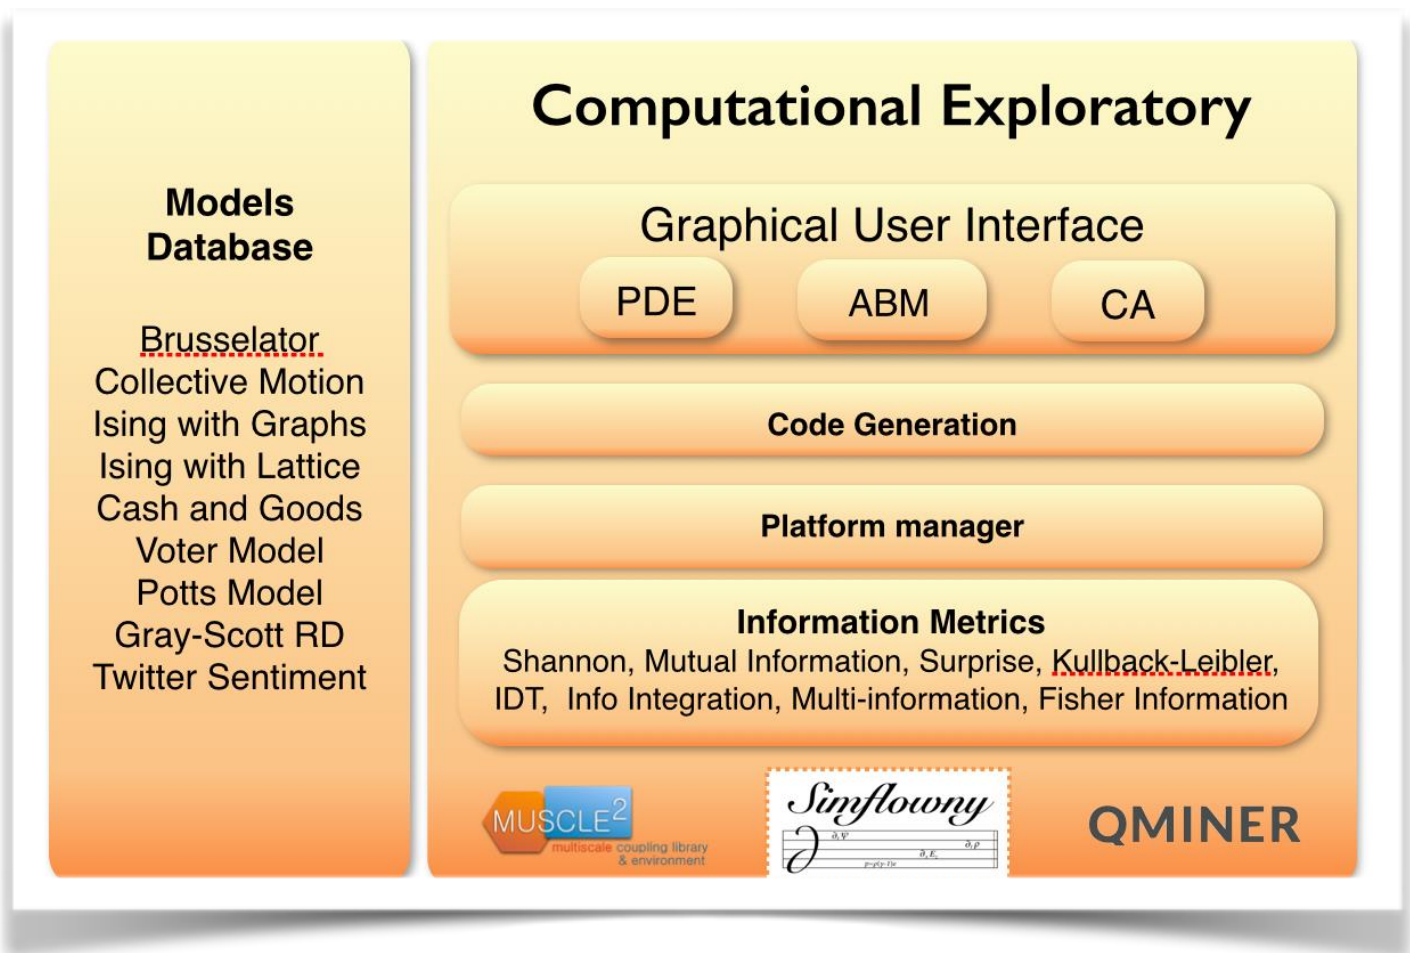 Models
Database
Brusselator
Collective Motion
Ising with Graphs
Ising with Lattice
Cash and Goods
Voter Model
Potts Model
Gray-Scott RD
Twitter Sentiment
Computational Exploratory
Graphical User Interface
PDE
ABM
CA
Code Generation
Platform manager
Information Metrics
Shannon, Mutual Information, Surprise, Kullback-Leibler,
IDT, Info Integration, Multi-information, Fisher Information
MUSCLE²
multiscale coupling library
& environment
Simflowny
QMINER